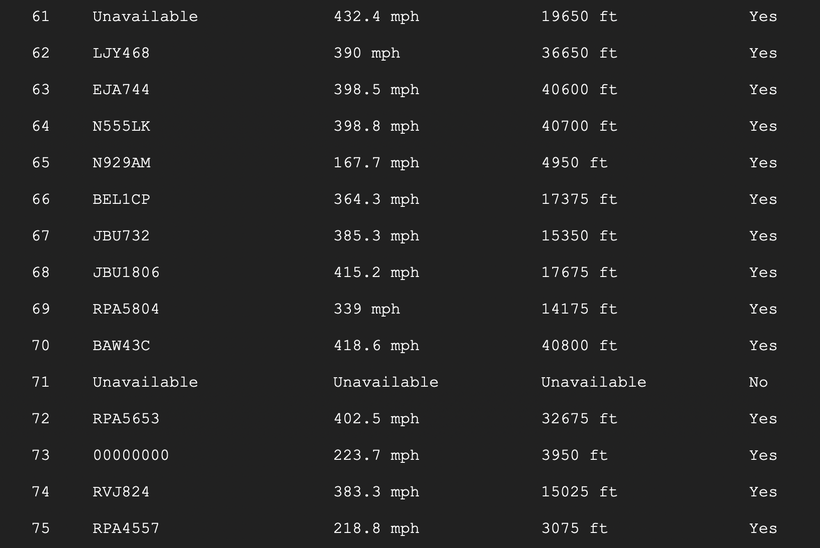 61 Unavailable 432.4 mph 19650 ft Yes
62 LJY468 390 mph 36650 ft Yes
63 EJA744 398.5 mph 40600 ft Yes
64 N555LK 398.8 mph 40700 ft Yes
65 N929AM 167.7 mph 4950 ft Yes
66 BEL1CP 364.3 mph 17375 ft Yes
67 JBU732 385.3 mph 15350 ft Yes
68 JBU1806 415.2 mph 17675 ft Yes
69 RPA5804 339 mph 14175 ft Yes
70 BAW43C 418.6 mph 40800 ft Yes
71 Unavailable Unavailable Unavailable No
72 RPA5653 402.5 mph 32675 ft Yes
73 00000000 223.7 mph 3950 ft Yes
74 RVJ824 383.3 mph 15025 ft Yes
75 RPA4557 218.8 mph 3075 ft Yes